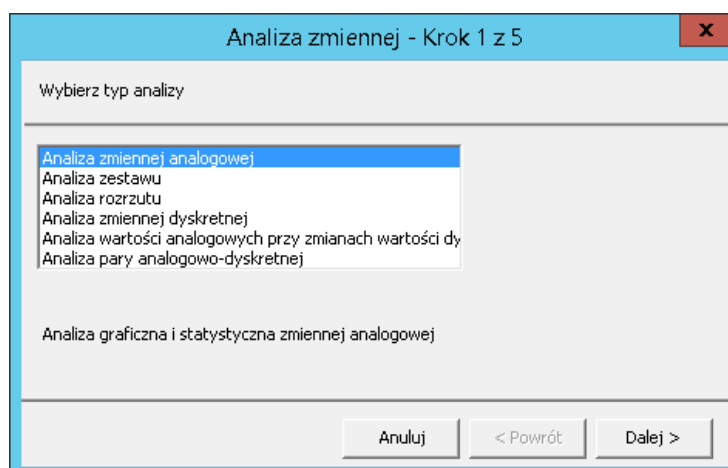 Analiza zmiennej - Krok 1 z 5
x
Wybierz typ analizy
Analiza zmiennej analogowej
Analiza zestawu
Analiza rozrzutu
Analiza zmiennej dyskretnej
Analiza wartości analogowych przy zmianach wartości dy
Analiza pary analogowo-dyskretnej
Analiza graficzna i statystyczna zmiennej analogowej
Anuluj < Powrót Dalej >